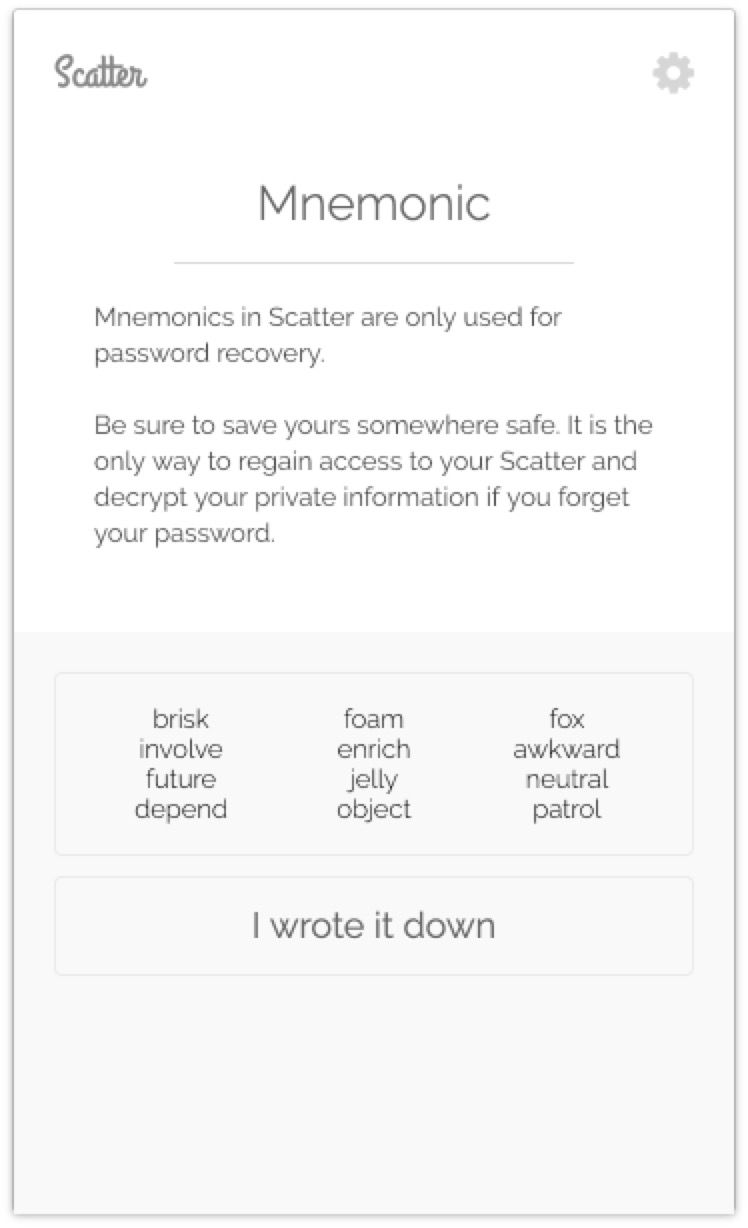 Scatter
Mnemonic
Mnemonics in Scatter are only used for
password recovery.
Be sure to save yours somewhere safe. It is the
only way to regain access to your Scatter and
decrypt your private information if you forget
your password.
brisk foam fox
involve enrich awkward
future jelly neutral
depend object patrol
I wrote it down